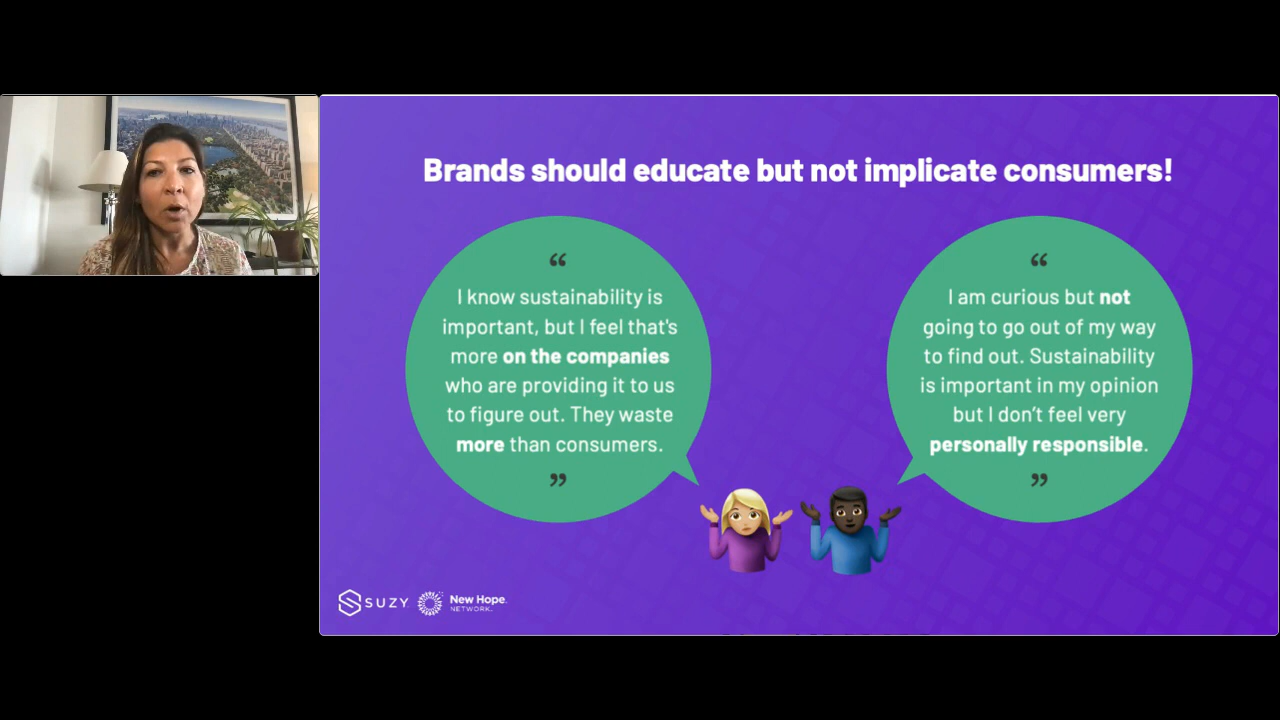 Brands should educate but not implicate consumers!
“
I know sustainability is
important, but I feel that's
more on the companies
who are providing it to us
to figure out. They waste
more than consumers.
”
“
I am curious but not
going to go out of my way
to find out. Sustainability
is important in my opinion
but I don’t feel very
personally responsible.
”
SUZY
New Hope
NETWORK